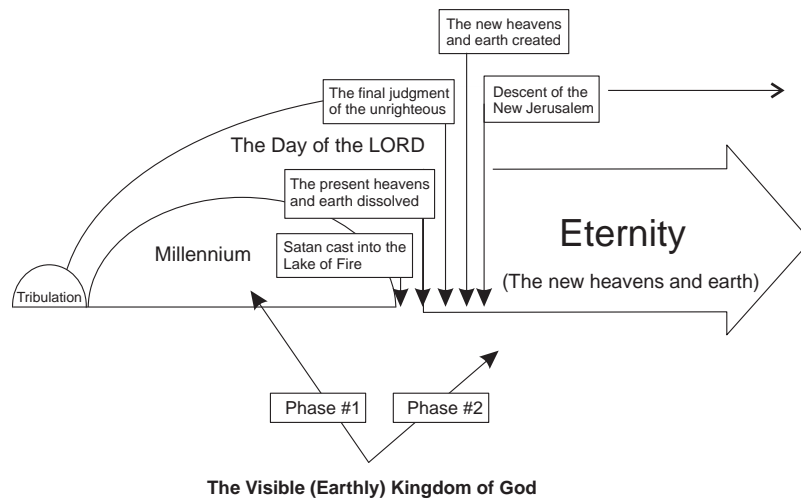 The new heavens
and earth created
The final judgment
of the unrighteous
Descent of the
New Jerusalem
The Day of the LORD
The present heavens
and earth dissolved
Eternity
Millennium
Satan cast into the
Lake of Fire
(The new heavens and earth)
Tribulation
Phase #1
Phase #2
The Visible (Earthly) Kingdom of God